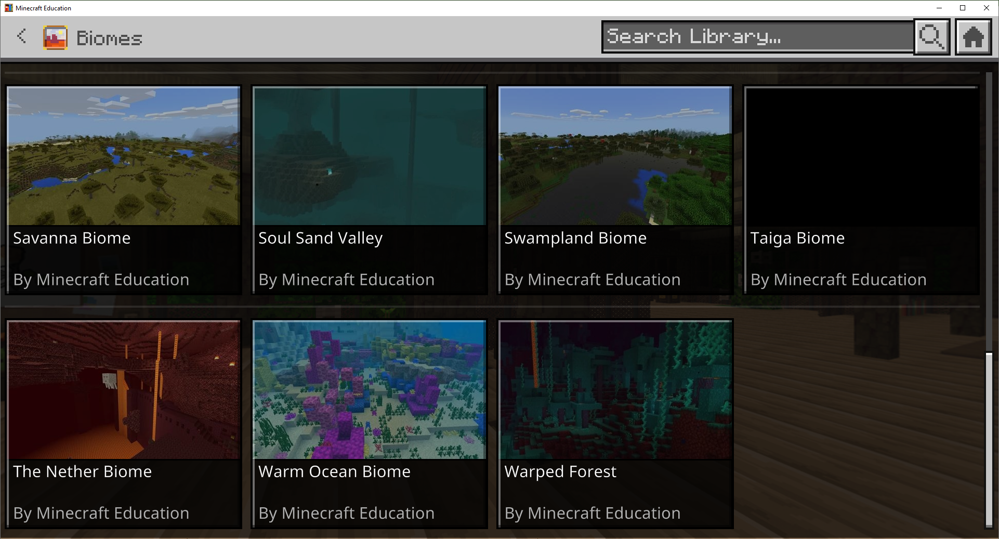 Minecraft Education
Biomes
Search Library...
Savanna Biome
By Minecraft Education
Soul Sand Valley
By Minecraft Education
Swampland Biome
By Minecraft Education
Taiga Biome
By Minecraft Education
The Nether Biome
By Minecraft Education
Warm Ocean Biome
By Minecraft Education
Warped Forest
By Minecraft Education